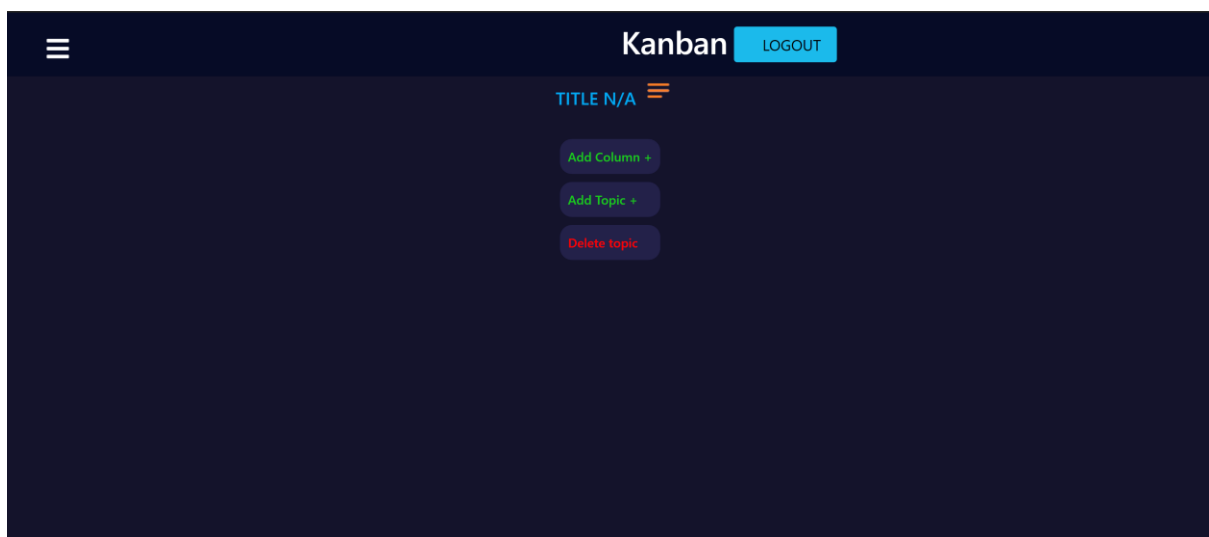 Kanban LOGOUT
TITLE N/A
Add Column +
Add Topic +
Delete topic